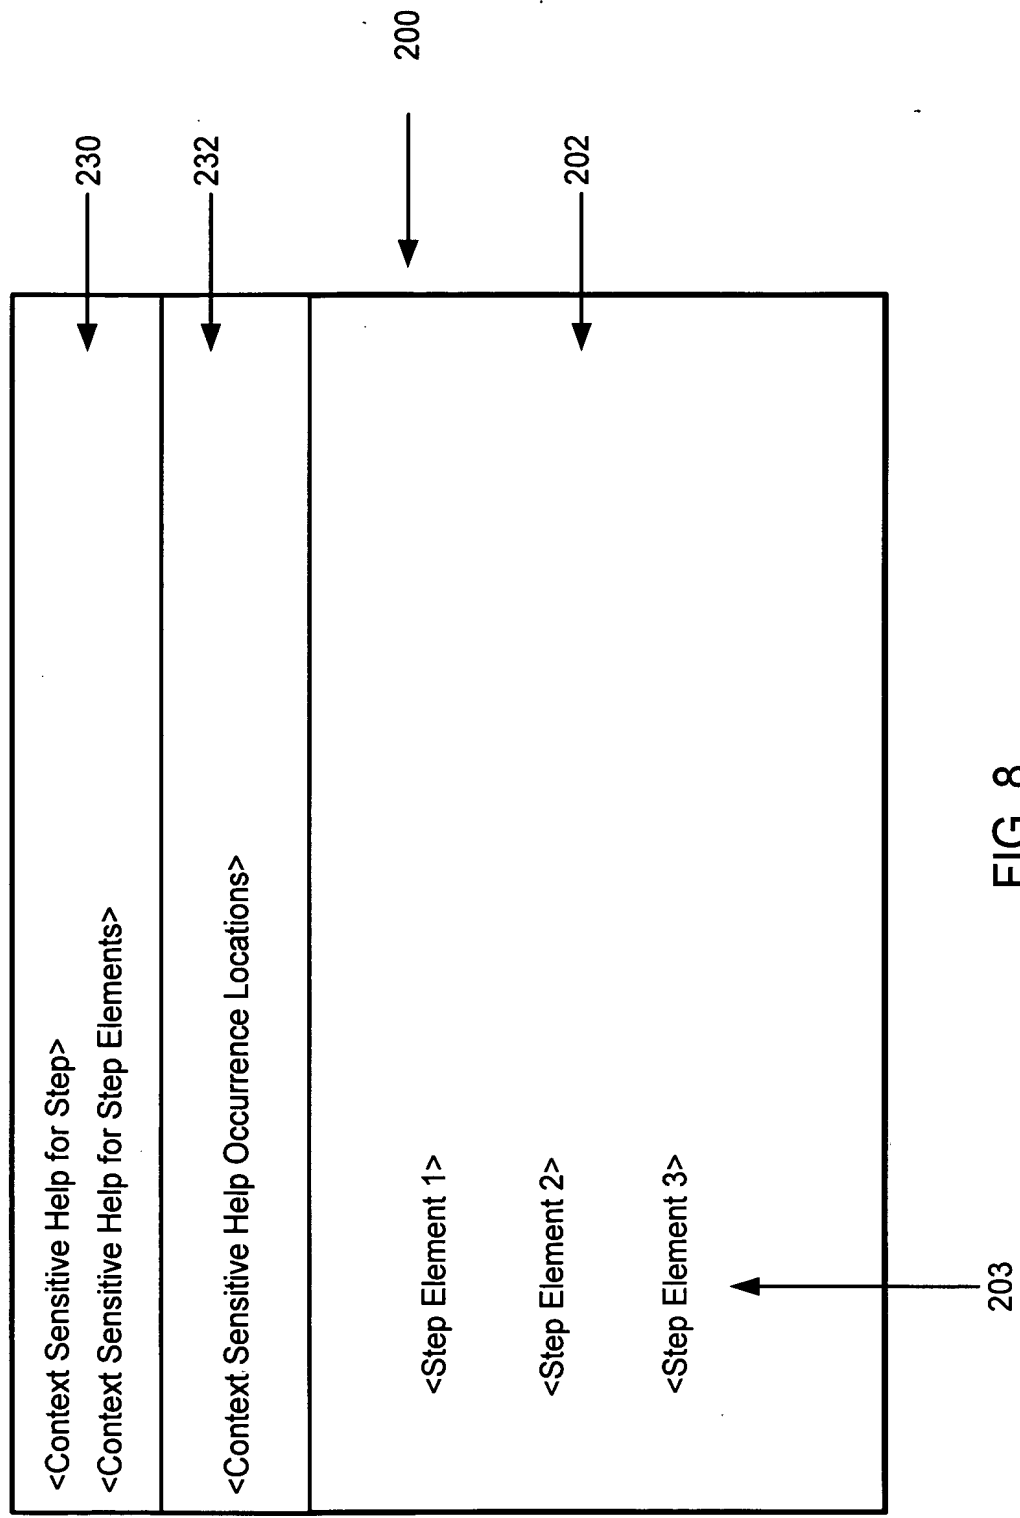 <Context Sensitive Help for Step>
<Context Sensitive Help for Step Elements>
230
<Context Sensitive Help Occurrence Locations>
232
200
<Step Element 1>
<Step Element 2>
202
<Step Element 3>
203
FIG. 8